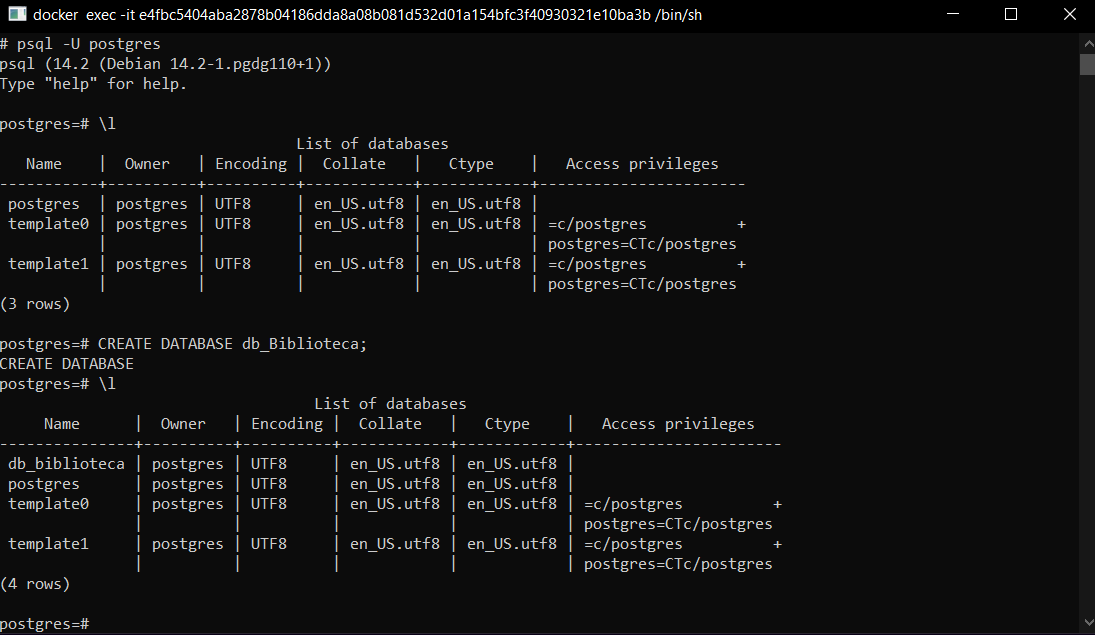 docker  exec -it e4fbc5404aba2878b04186dda8a08b081d532d01a154bfc3f40930321e10ba3b /bin/sh
# psql -U postgres
psql (14.2 (Debian 14.2-1.pgdg110+1))
Type "help" for help.

postgres=# \l
                                 List of databases
   Name    |  Owner   | Encoding |  Collate   |   Ctype    |   Access privileges
-----------+----------+----------+------------+------------+-----------------------
 postgres  | postgres | UTF8     | en_US.utf8 | en_US.utf8 |
 template0 | postgres | UTF8     | en_US.utf8 | en_US.utf8 | =c/postgres          +
           |          |          |            |            | postgres=CTc/postgres
 template1 | postgres | UTF8     | en_US.utf8 | en_US.utf8 | =c/postgres          +
           |          |          |            |            | postgres=CTc/postgres
(3 rows)

postgres=# CREATE DATABASE db_Biblioteca;
CREATE DATABASE
postgres=# \l
                                   List of databases
     Name      |  Owner   | Encoding |  Collate   |   Ctype    |   Access privileges
---------------+----------+----------+------------+------------+-----------------------
 db_biblioteca | postgres | UTF8     | en_US.utf8 | en_US.utf8 |
 postgres      | postgres | UTF8     | en_US.utf8 | en_US.utf8 |
 template0     | postgres | UTF8     | en_US.utf8 | en_US.utf8 | =c/postgres          +
               |          |          |            |            | postgres=CTc/postgres
 template1     | postgres | UTF8     | en_US.utf8 | en_US.utf8 | =c/postgres          +
               |          |          |            |            | postgres=CTc/postgres
(4 rows)

postgres=#